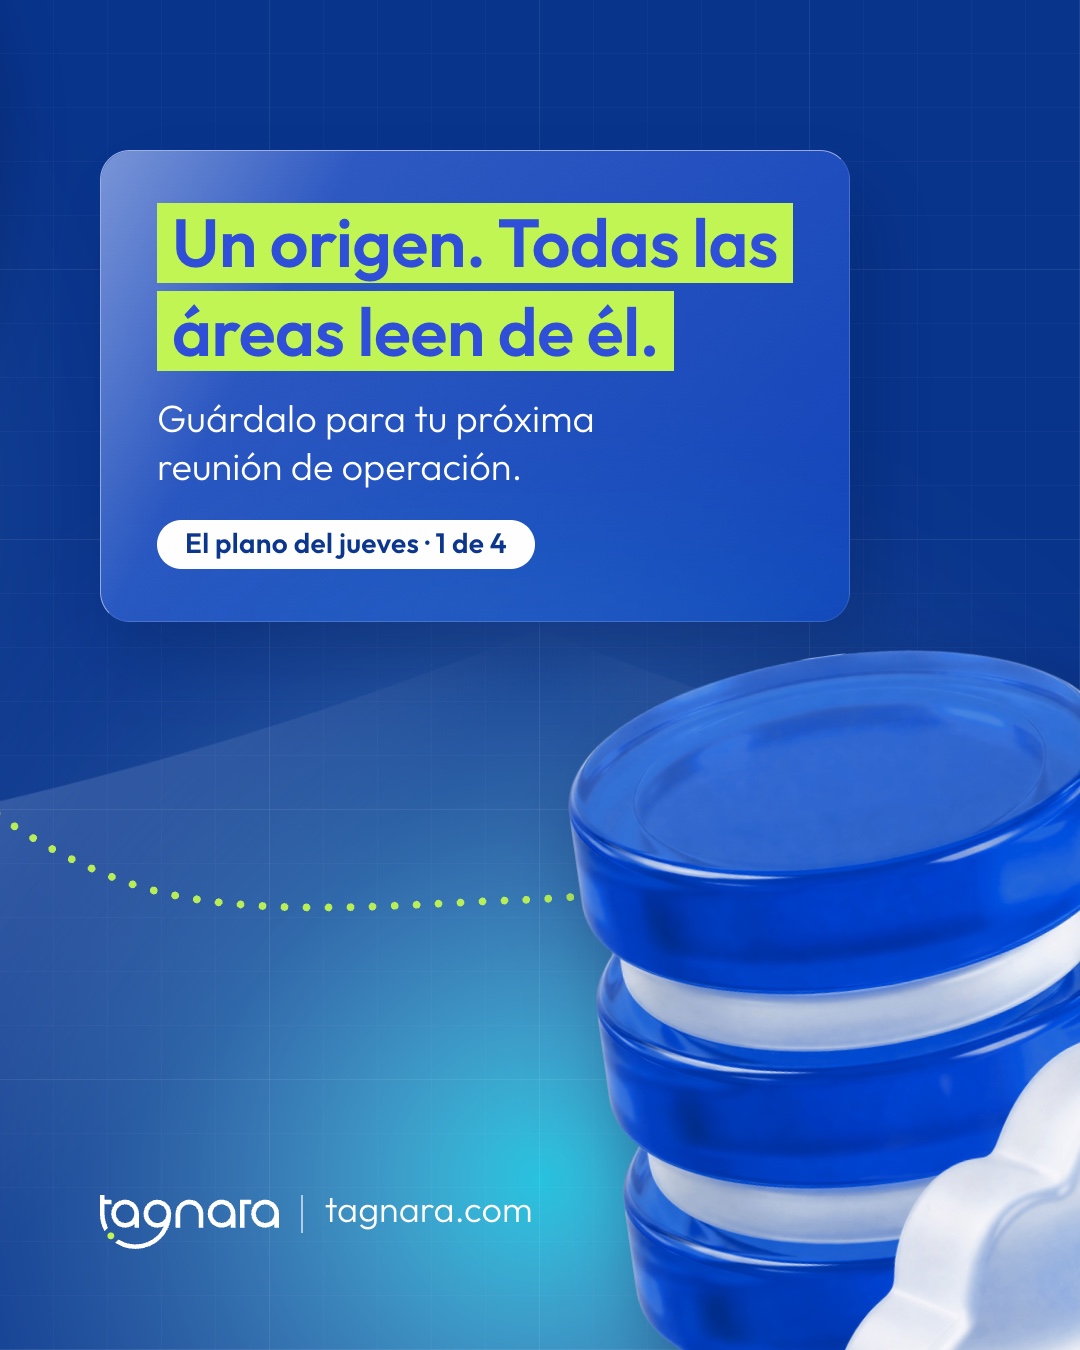 Un origen. Todas las
áreas leen de él.
Guárdalo para tu próxima
reunión de operación.
El plano del jueves · 1 de 4
tagnara | tagnara.com